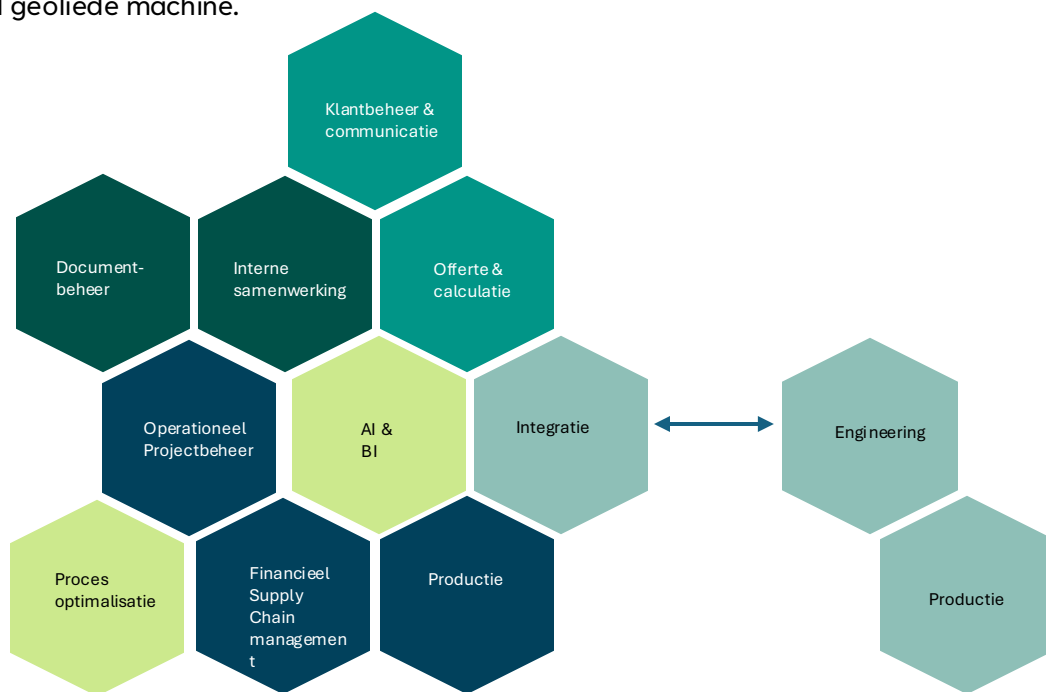 geoliede machine.
Klantbeheer &
communicatie
Document-
beheer
Interne
samenwerking
Offerte &
calculatie
Operationeel
Projectbeheer
AI &
BI
Integratie
Engineering
Proces
optimalisatie
Financieel
Supply
Chain
managemen
t
Productie
Productie